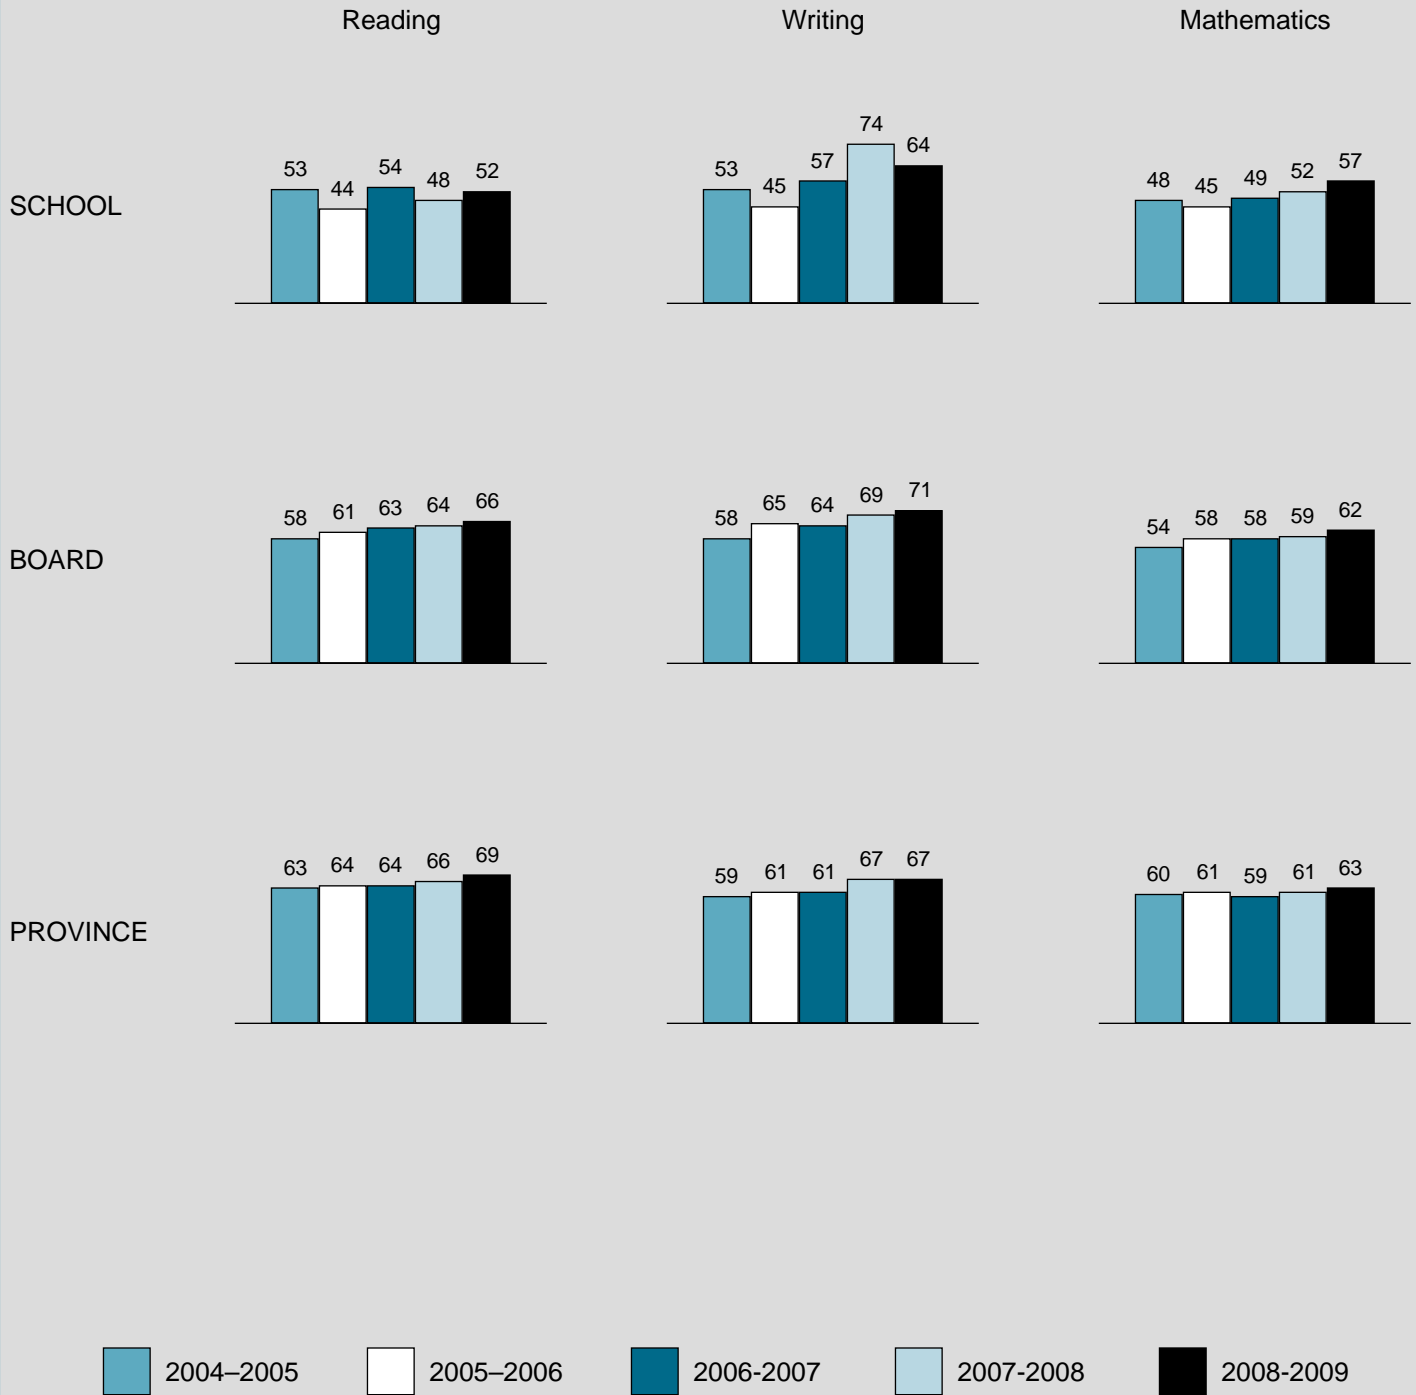 Reading Writing Mathematics
SCHOOL
53 44 54 48 52
53 45 57 74 64
48 45 49 52 57
BOARD
58 61 63 64 66
58 65 64 69 71
54 58 58 59 62
PROVINCE
63 64 64 66 69
59 61 61 67 67
60 61 59 61 63
2004–2005 2005–2006 2006-2007 2007-2008 2008-2009